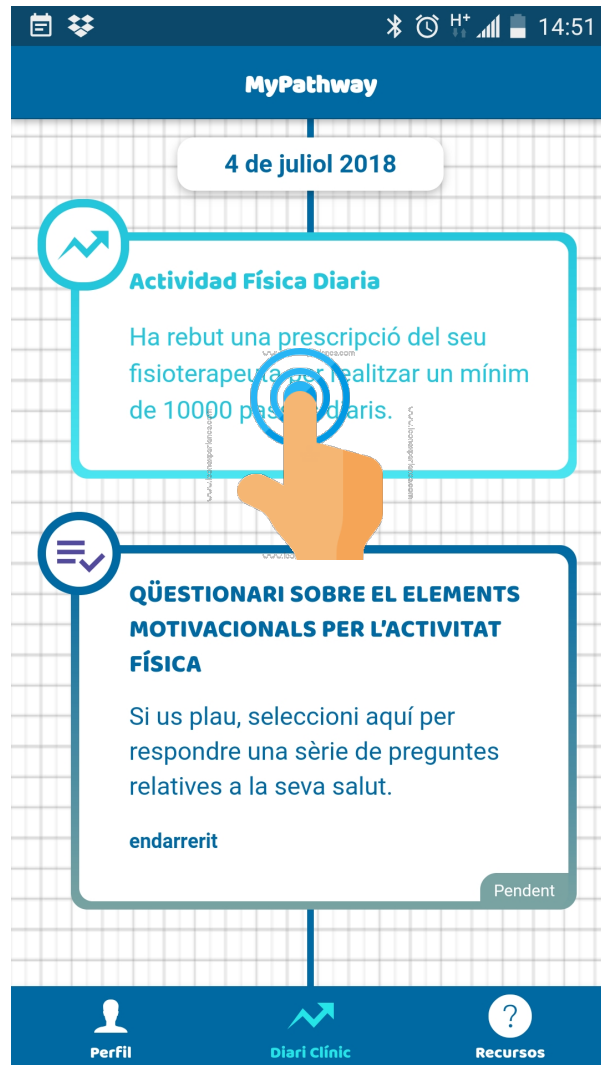 14:51
MyPathway
4 de juliol 2018
Actividad Física Diaria
Ha rebut una prescripció del seu
fisioterapeuta per realitzar un mínim
de 10000 diaris.
QÜESTIONARI SOBRE EL ELEMENTS
MOTIVACIONALS PER L'ACTIVITAT
FÍSICA
Si us plau, seleccioni aquí per
respondre una sèrie de preguntes
relatives a la seva salut.
endarrerit
Pendent
Perfil
Diari Clínic
Recursos